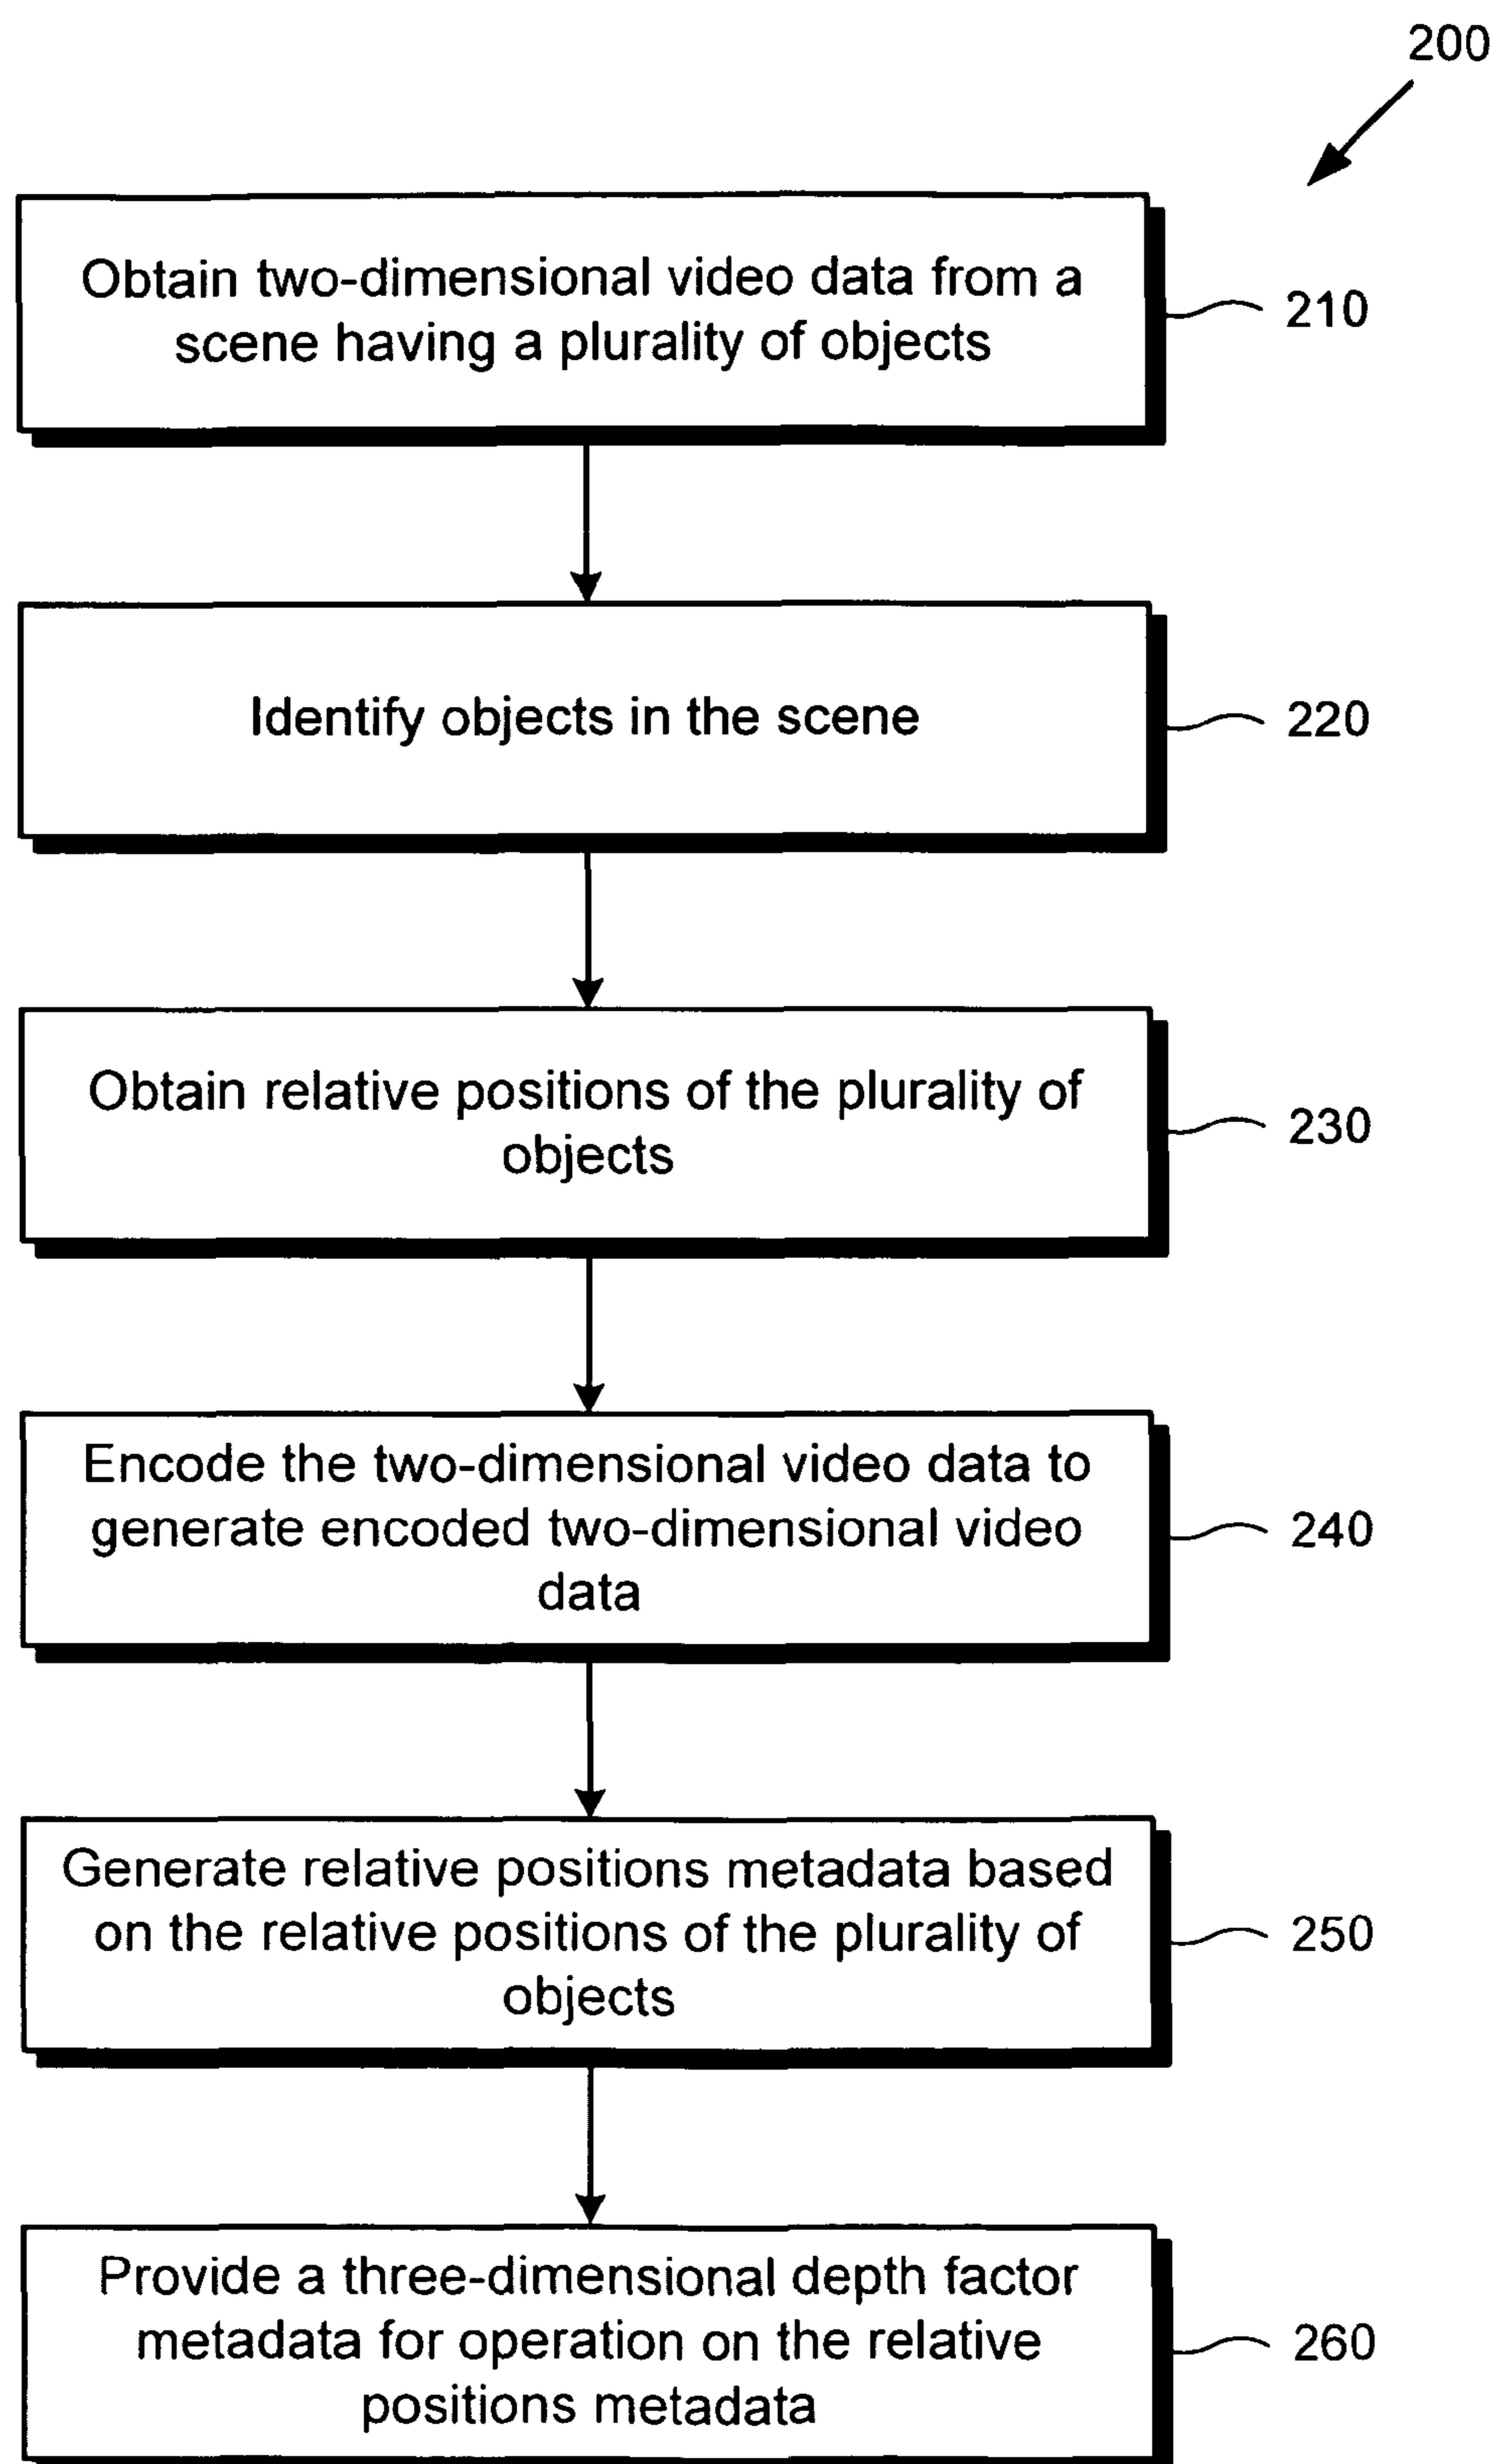 200
Obtain two-dimensional video data from a
scene having a plurality of objects
210
Identify objects in the scene
220
Obtain relative positions of the plurality of
objects
230
Encode the two-dimensional video data to
generate encoded two-dimensional video
data
240
Generate relative positions metadata based
on the relative positions of the plurality of
objects
250
Provide a three-dimensional depth factor
metadata for operation on the relative
positions metadata
260